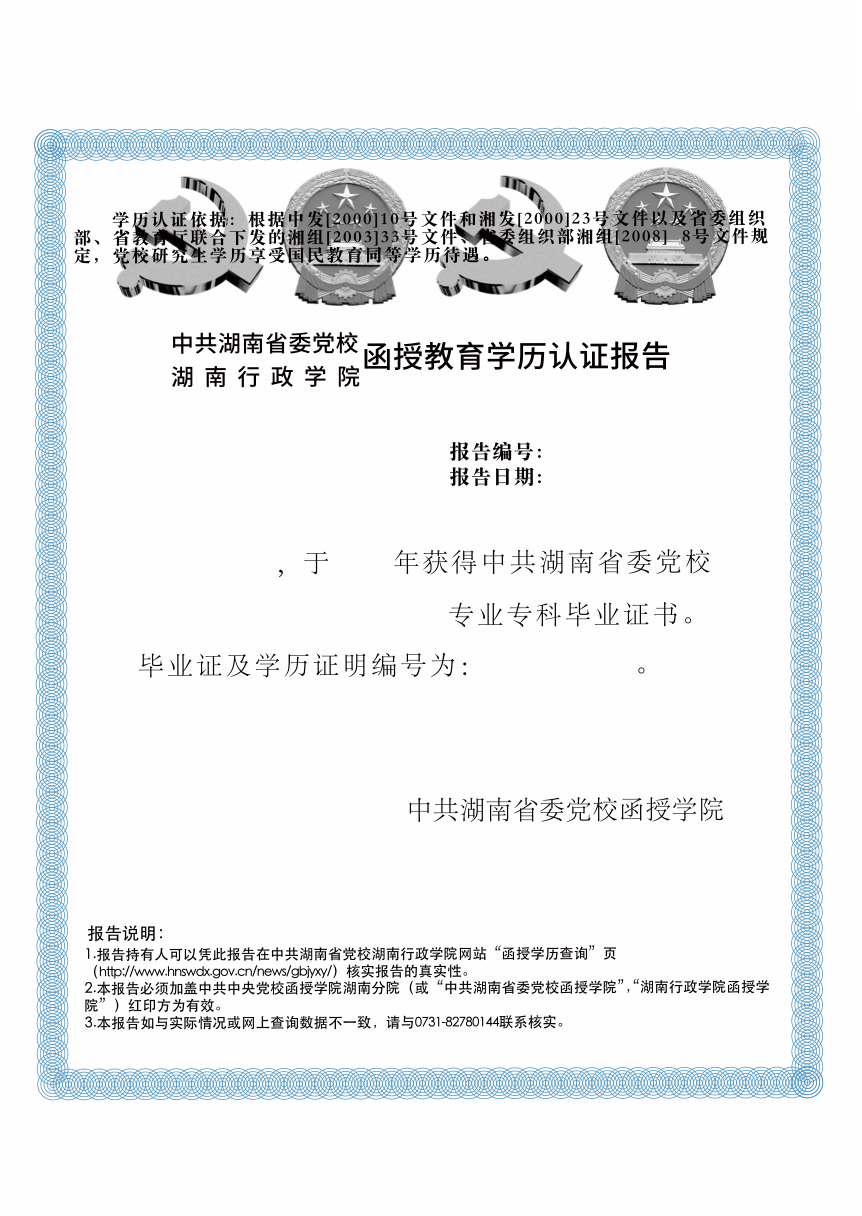 学历认证依据：根据中发[2000]10号文件和湘发[2000]23号文件以及省委组织
部、省教育厅联合下发的湘组[2003]33号文件、省委组织部湘组[2008] 8号文件规
定，党校研究生学历享受国民教育同等学历待遇。
中共湖南省委党校
湖南行政学院
函授教育学历认证报告
报告编号：
报告日期：
，于 年获得中共湖南省委党校
专业专科毕业证书。
毕业证及学历证明编号为： 。
中共湖南省委党校函授学院
报告说明：
1.报告持有人可以凭此报告在中共湖南省党校湖南行政学院网站“函授学历查询”页
（http://www.hnswdx.gov.cn/news/gbjyxy/）核实报告的真实性。
2.本报告必须加盖中共中央党校函授学院湖南分院（或“中共湖南省委党校函授学院”，“湖南行政学院函授学
院”）红印方为有效。
3.本报告如与实际情况或网上查询数据不一致，请与0731-82780144联系核实。